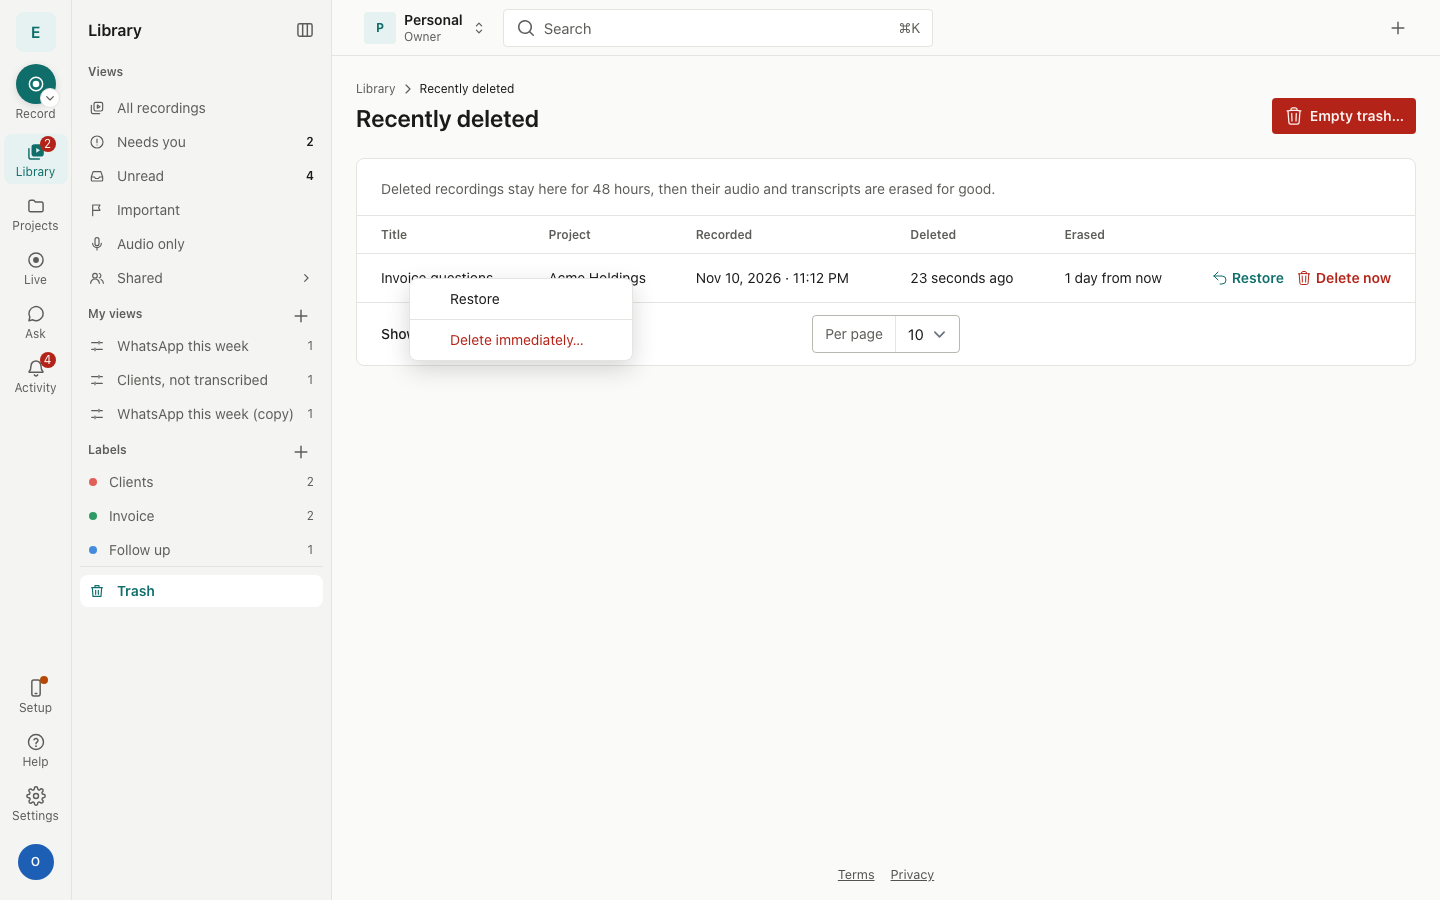 E
Library
P
Personal
Owner
Search
⌘K
Record
Views
All recordings
Needs you 2
Unread 4
Important
Audio only
Shared
2
Library
Projects
Live
Ask
4
Activity
My views
WhatsApp this week 1
Clients, not transcribed 1
WhatsApp this week (copy) 1
Labels
Clients 2
Invoice 2
Follow up 1
Trash
Setup
Help
Settings
O
Library > Recently deleted
Recently deleted
Empty trash...
Deleted recordings stay here for 48 hours, then their audio and transcripts are erased for good.
Title Project Recorded Deleted Erased
Invoice questions Acme Holdings Nov 10, 2026 · 11:12 PM 23 seconds ago 1 day from now Restore Delete now
Restore
Delete immediately...
Per page 10
Terms Privacy